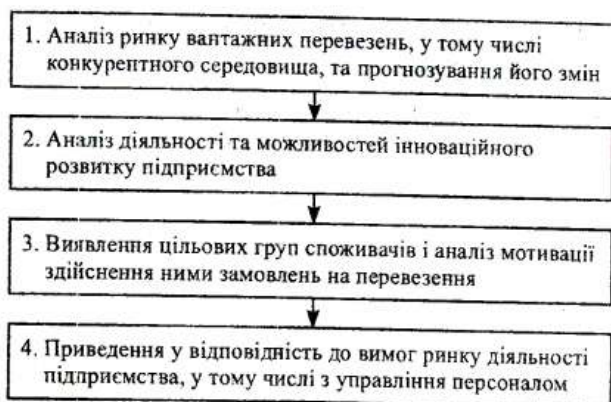 1. Аналіз ринку вантажних перевезень, у тому числі
конкурентного середовища, та прогнозування його змін
2. Аналіз діяльності та можливостей інноваційного
розвитку підприємства
3. Виявлення цільових груп споживачів і аналіз мотивації
здійснення ними замовлень на перевезення
4. Приведення у відповідність до вимог ринку діяльності
підприємства, у тому числі з управління персоналом